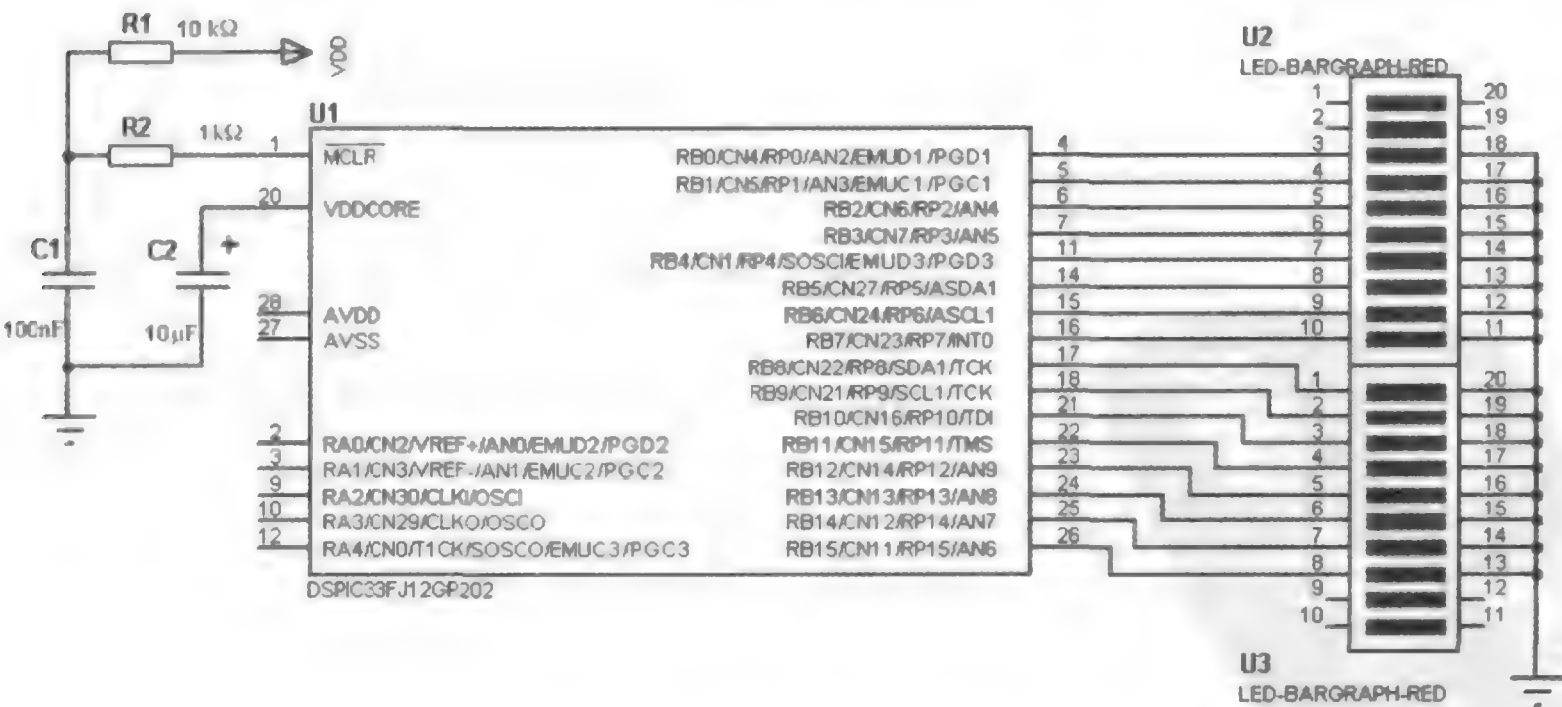 R1 10 kΩ
VDD
R2 1kΩ
C1
100nF
C2 +
10µF
U1
1 MCLR
20 VDDCORE
28 AVDD
27 AVSS
2 RA0/CN2/VREF+/AN0/EMUD2/PGD2
3 RA1/CN3/VREF-/AN1/EMUC2/PGC2
9 RA2/CN30/CLKI/OSCI
10 RA3/CN29/CLKO/OSCO
12 RA4/CN0/T1CK/SOSCO/EMUC3/PGC3
RB0/CN4/RP0/AN2/EMUD1/PGD1 4
RB1/CN5/RP1/AN3/EMUC1/PGC1 5
RB2/CN6/RP2/AN4 6
RB3/CN7/RP3/AN5 7
RB4/CN1/RP4/SOSCI/EMUD3/PGD3 11
RB5/CN27/RP5/ASDA1 14
RB6/CN24/RP6/ASCL1 15
RB7/CN23/RP7/INT0 16
RB8/CN22/RP8/SDA1/TCK 17
RB9/CN21/RP9/SCL1/TCK 18
RB10/CN16/RP10/TDI 21
RB11/CN15/RP11/TMS 22
RB12/CN14/RP12/AN9 23
RB13/CN13/RP13/AN8 24
RB14/CN12/RP14/AN7 25
RB15/CN11/RP15/AN6 26
DSPIC33FJ12GP202
U2
LED-BARGRAPH-RED
1 20
2 19
3 18
4 17
5 16
6 15
7 14
8 13
9 12
10 11
1 20
2 19
3 18
4 17
5 16
6 15
7 14
8 13
9 12
10 11
U3
LED-BARGRAPH-RED